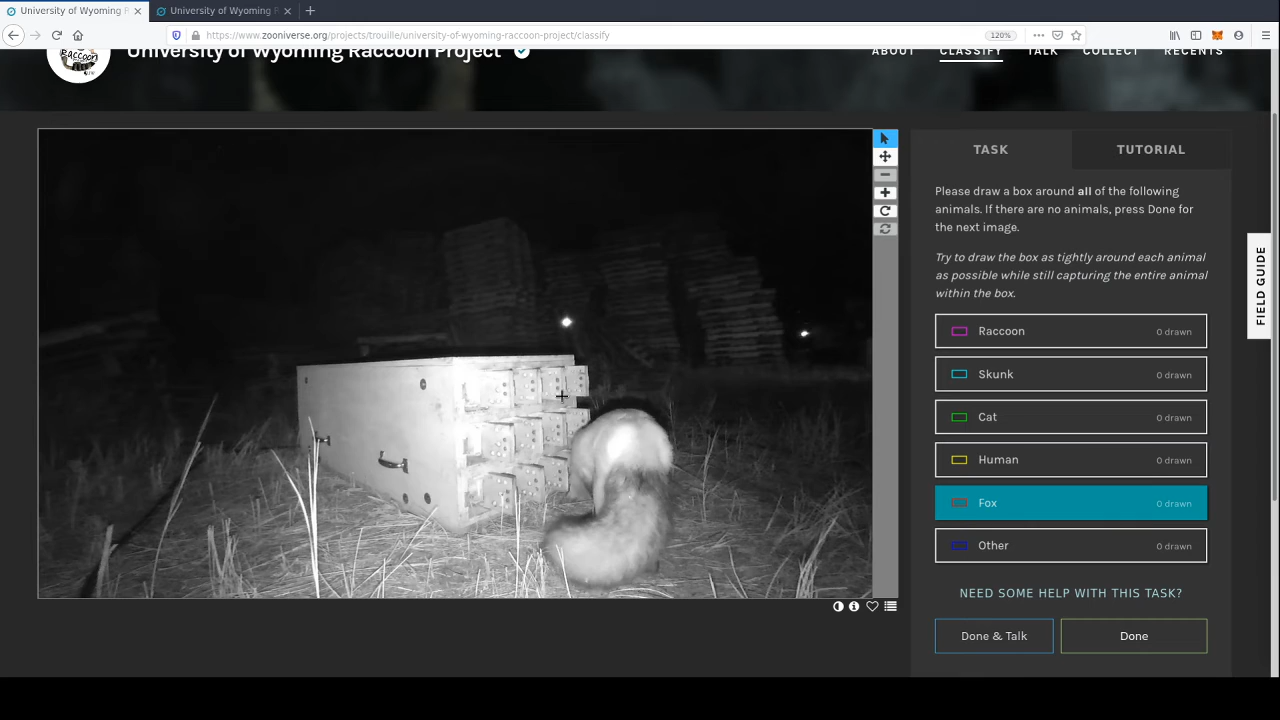 University of Wyoming R
University of Wyoming R
https://www.zooniverse.org/projects/trouille/university-of-wyoming-raccoon-project/classify
120%
Raccoon
University of Wyoming Raccoon Project
ABOUT
CLASSIFY
TALK
COLLECT
RECENTS
TASK
TUTORIAL
Please draw a box around all of the following
animals. If there are no animals, press Done for
the next image.
Try to draw the box as tightly around each animal
as possible while still capturing the entire animal
within the box.
Raccoon 0 drawn
Skunk 0 drawn
Cat 0 drawn
Human 0 drawn
Fox 0 drawn
Other 0 drawn
NEED SOME HELP WITH THIS TASK?
Done & Talk
Done
FIELD GUIDE